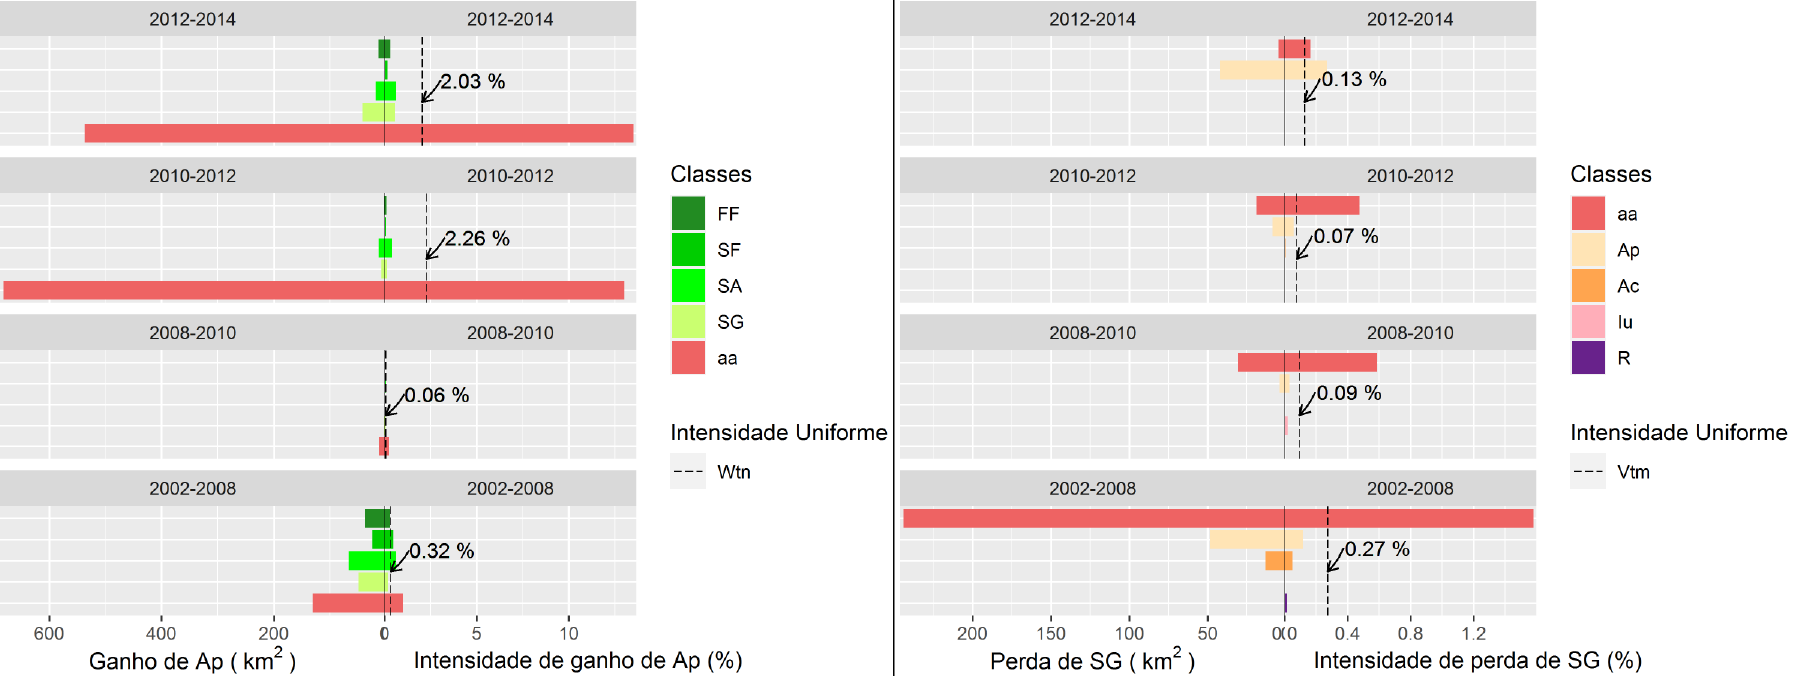 2012-2014 2012-2014
2.03 %
2010-2012 2010-2012
2.26 %
2008-2010 2008-2010
0.06 %
2002-2008 2002-2008
0.32 %
600 400 200 0 0 5 10
Ganho de Ap ( km² ) Intensidade de ganho de Ap (%)
Classes
FF
SF
SA
SG
aa
Intensidade Uniforme
Wtn
2012-2014 2012-2014
0.13 %
2010-2012 2010-2012
0.07 %
2008-2010 2008-2010
0.09 %
2002-2008 2002-2008
0.27 %
200 150 100 50 0 0.0 0.4 0.8 1.2
Perda de SG ( km² ) Intensidade de perda de SG (%)
Classes
aa
Ap
Ac
Iu
R
Intensidade Uniforme
Vtm